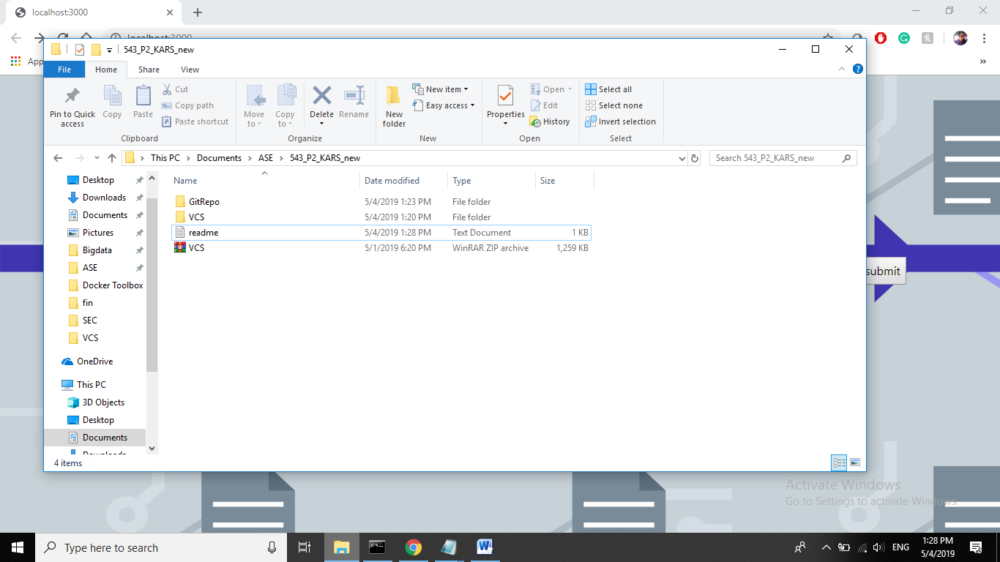 localhost:3000
localhost:3000
App
543_P2_KARS_new
File Home Share View
Pin to Quick access
Copy
Paste
Cut
Copy path
Paste shortcut
Clipboard
Move to
Copy to
Delete
Rename
Organize
New folder
New item
Easy access
New
Properties
Open
Edit
History
Open
Select all
Select none
Invert selection
Select
This PC > Documents > ASE > 543_P2_KARS_new
Search 543_P2_KARS_new
Desktop
Downloads
Documents
Pictures
Bigdata
ASE
Docker Toolbox
fin
SEC
VCS
OneDrive
This PC
3D Objects
Desktop
Documents
Downloads
Name Date modified Type Size
GitRepo 5/4/2019 1:23 PM File folder
VCS 5/4/2019 1:20 PM File folder
readme 5/4/2019 1:28 PM Text Document 1 KB
VCS 5/1/2019 6:20 PM WinRAR ZIP archive 1,259 KB
4 items
submit
Activate Windows
Go to Settings to activate Windows.
Type here to search
ENG
1:28 PM
5/4/2019